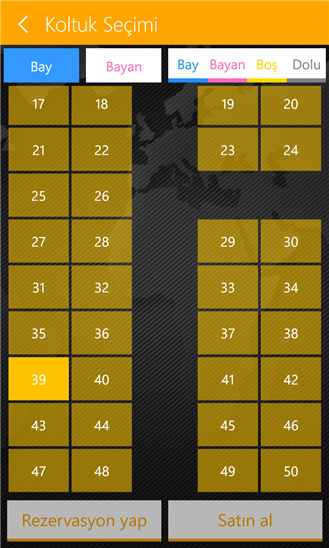 Koltuk Seçimi
Bay Bayan Bay Bayan Boş Dolu
17 18 19 20
21 22 23 24
25 26
27 28 29 30
31 32 33 34
35 36 37 38
39 40 41 42
43 44 45 46
47 48 49 50
Rezervasyon yap Satın al